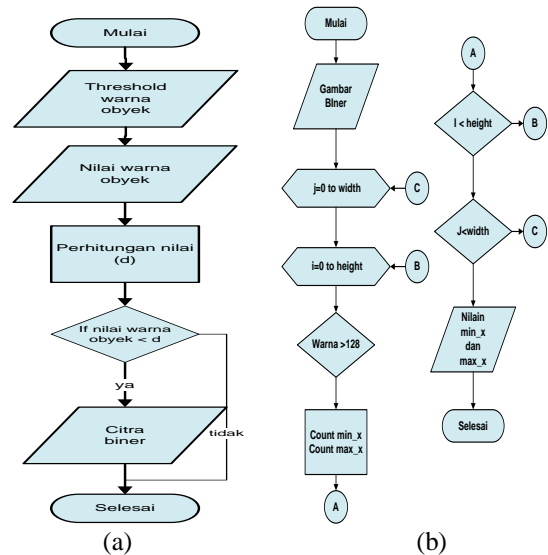 Mulai
Threshold
warna
obyek
Nilai warna
obyek
Perhitungan nilai
(d)
If nilai warna
obyek < d
ya
tidak
Citra
biner
Selesai
(a)
Mulai
Gambar
BIner
j=0 to width
C
i=0 to height
B
Warna >128
Count min_x
Count max_x
A
A
I < height
B
J<width
C
Nilain
min_x
dan
max_x
Selesai
(b)